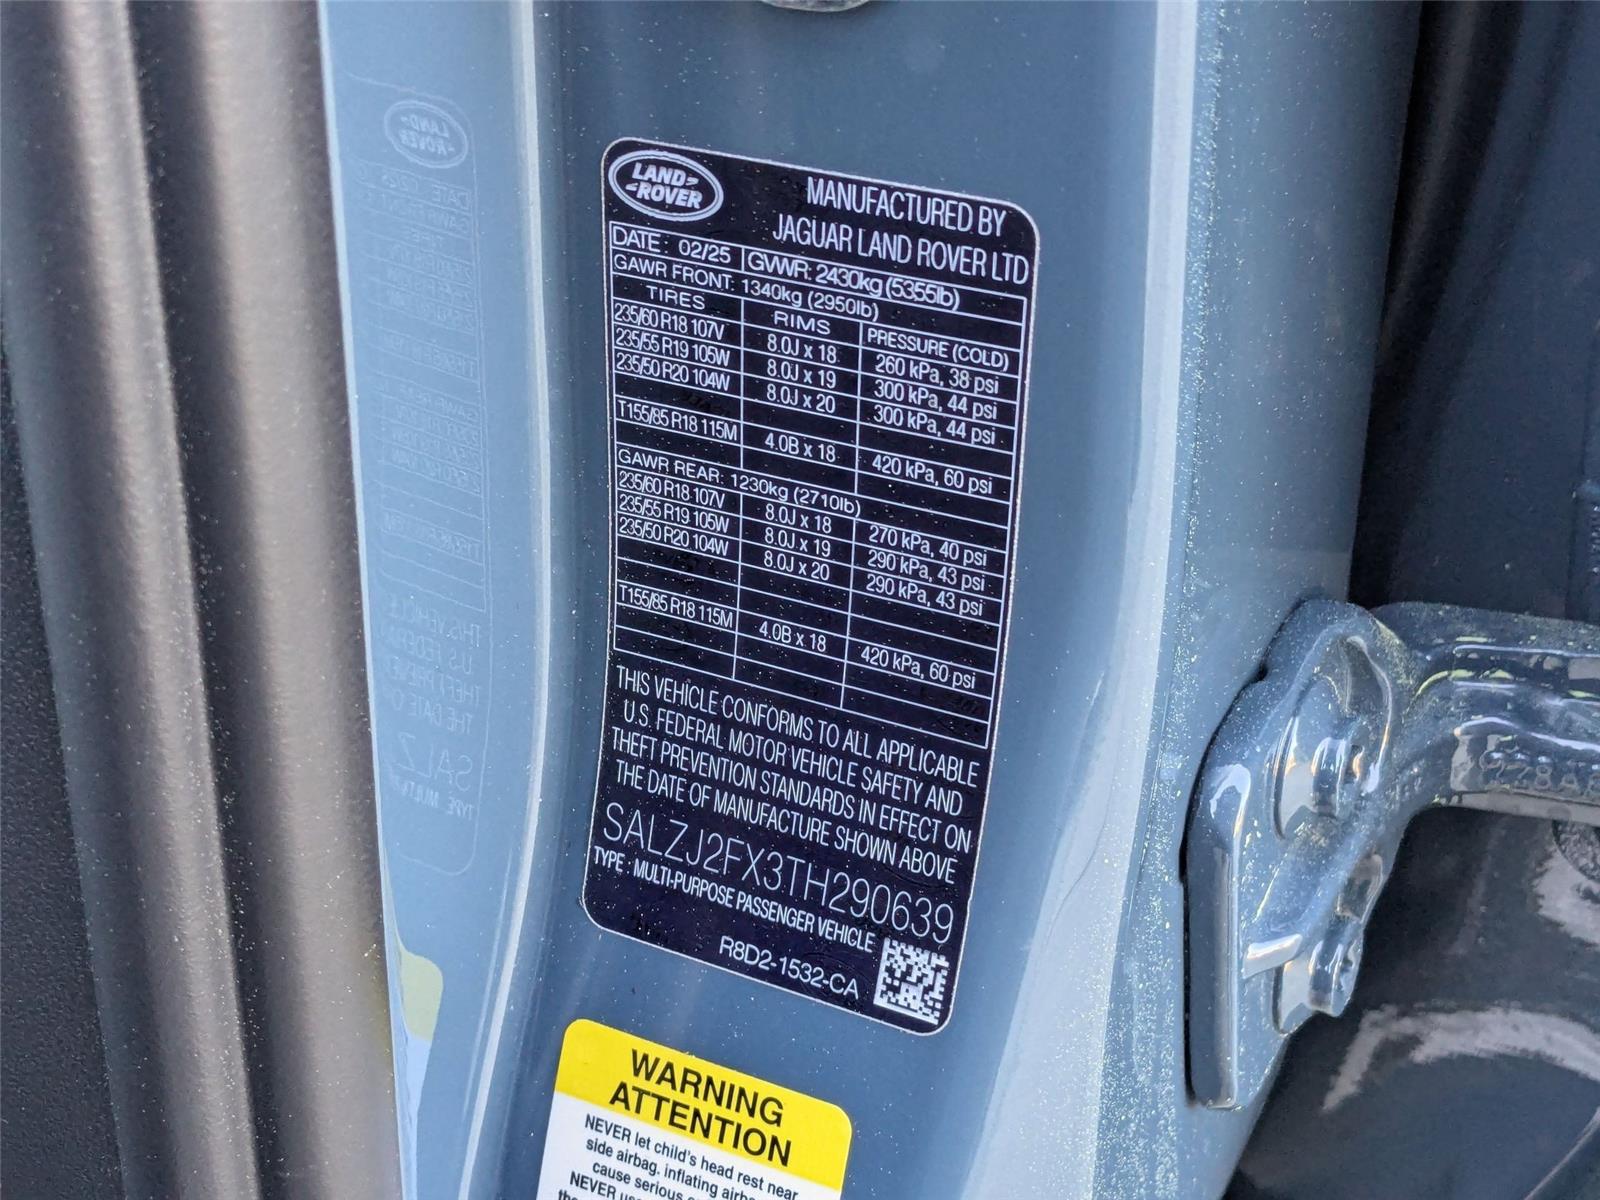 LAND
ROVER
MANUFACTURED BY
JAGUAR LAND ROVER LTD
DATE: 02/25 GVWR: 2430kg (5355lb)
GAWR FRONT: 1340kg (2950lb)
TIRES RIMS PRESSURE (COLD)
235/60 R18 107V 8.0J x 18 260 kPa, 38 psi
235/55 R19 105W 8.0J x 19 300 kPa, 44 psi
235/50 R20 104W 8.0J x 20 300 kPa, 44 psi
T155/85 R18 115M 4.0B x 18 420 kPa, 60 psi
GAWR REAR: 1230kg (2710lb)
235/60 R18 107V 8.0J x 18 270 kPa, 40 psi
235/55 R19 105W 8.0J x 19 290 kPa, 43 psi
235/50 R20 104W 8.0J x 20 290 kPa, 43 psi
T155/85 R18 115M 4.0B x 18 420 kPa, 60 psi
THIS VEHICLE CONFORMS TO ALL APPLICABLE
U.S. FEDERAL MOTOR VEHICLE SAFETY AND
THEFT PREVENTION STANDARDS IN EFFECT ON
THE DATE OF MANUFACTURE SHOWN ABOVE
SALZJ2FX3TH290639
TYPE : MULTI-PURPOSE PASSENGER VEHICLE
R8D2-1532-CA
WARNING
ATTENTION
NEVER let child's head rest near
side airbag, inflating
cause serious
NEVER